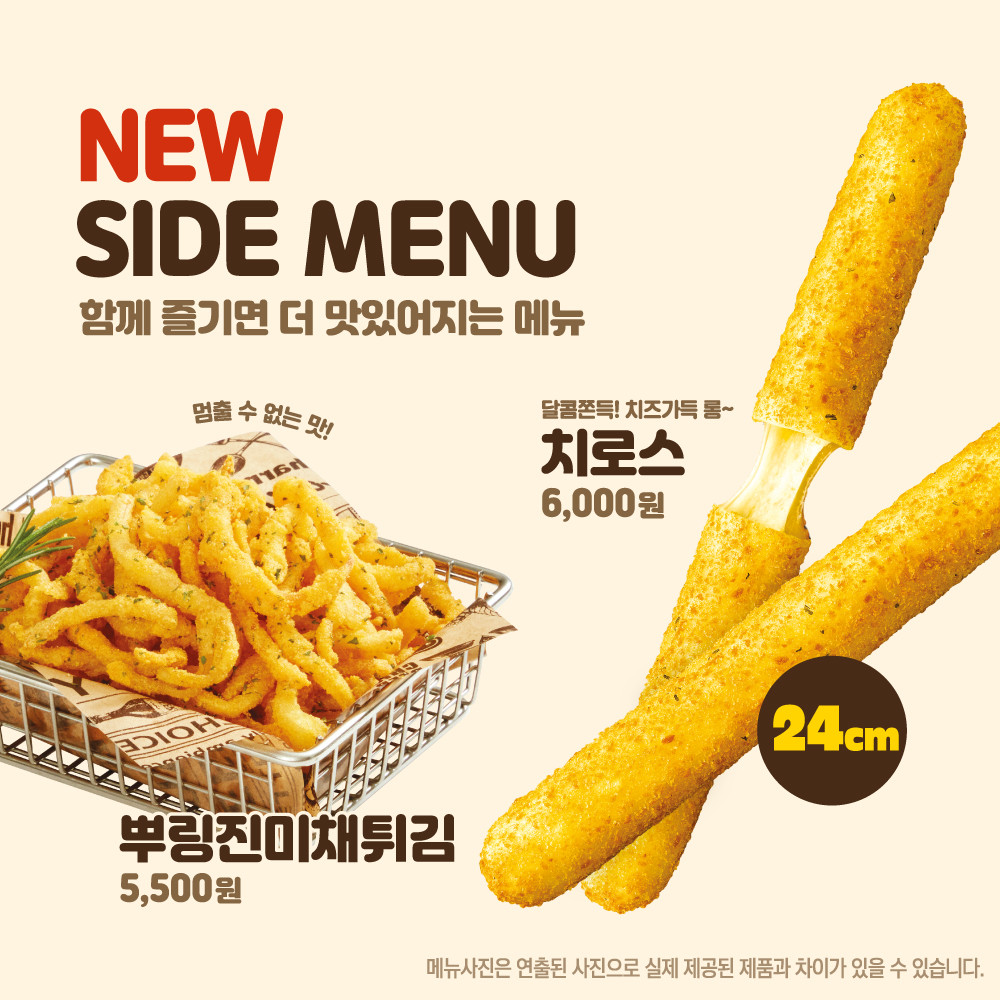 NEW
SIDE MENU
함께 즐기면 더 맛있어지는 메뉴
멈출 수 없는 맛!
달콤쫀득! 치즈가득 롱~
치로스
6,000원
CHOICE
24cm
뿌링진미채튀김
5,500원
메뉴사진은 연출된 사진으로 실제 제공된 제품과 차이가 있을 수 있습니다.